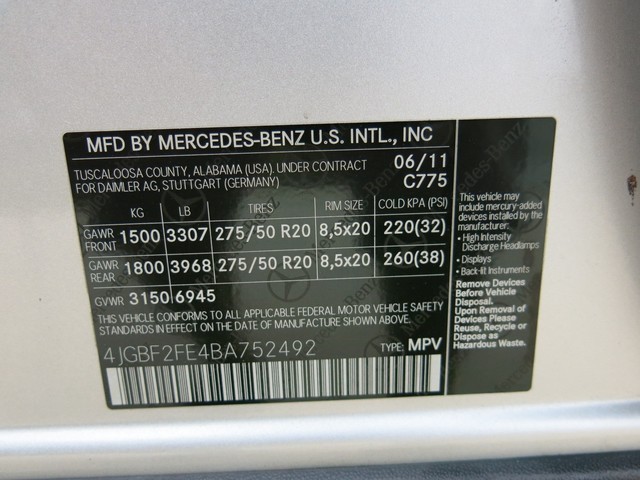 MFD BY MERCEDES-BENZ U.S. INTL., INC
TUSCALOOSA COUNTY, ALABAMA (USA). UNDER CONTRACT 06/11
FOR DAIMLER AG, STUTTGART (GERMANY) C775
KG LB TIRES RIM SIZE COLD KPA (PSI)
GAWR FRONT 1500 3307 275/50 R20 8,5x20 220(32)
GAWR REAR 1800 3968 275/50 R20 8,5x20 260(38)
GVWR 3150 6945
THIS VEHICLE CONFORMS TO ALL APPLICABLE FEDERAL MOTOR VEHICLE SAFETY
STANDARDS IN EFFECT ON THE DATE OF MANUFACTURE SHOWN ABOVE
4JGBF2FE4BA752492 TYPE: MPV
This vehicle may
include mercury-added
devices installed by the
manufacturer:
• High Intensity
Discharge Headlamps
• Displays
• Back-lit Instruments
Remove Devices
Before Vehicle
Disposal.
Upon Removal of
Devices Please
Reuse, Recycle or
Dispose as
Hazardous Waste.